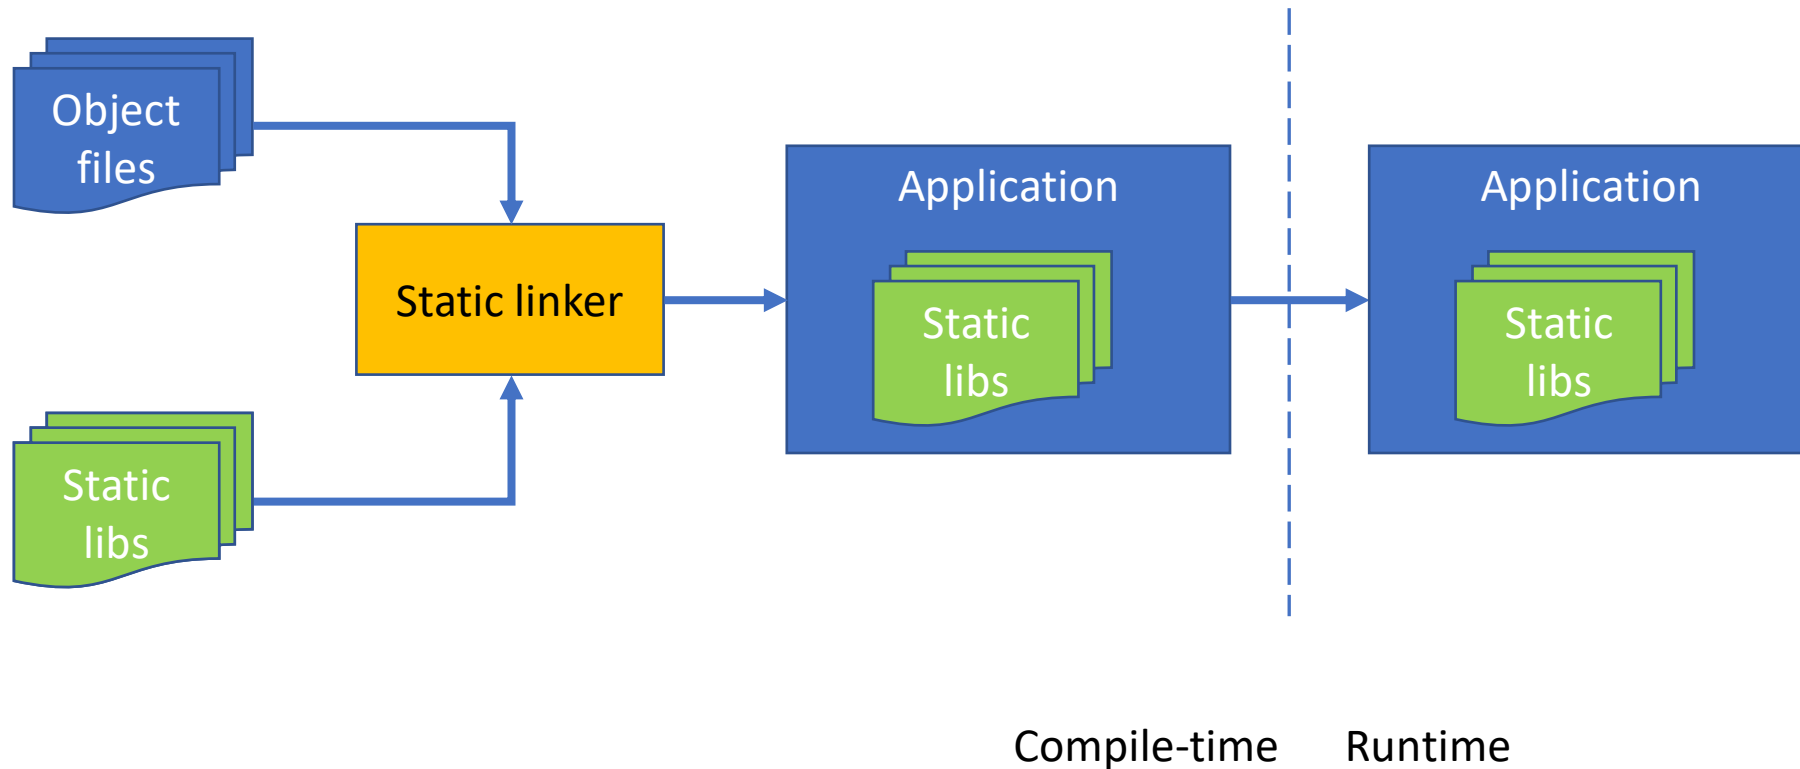 Object
files
Static
libs
Static linker
Application
Static
libs
Application
Static
libs
Compile-time
Runtime